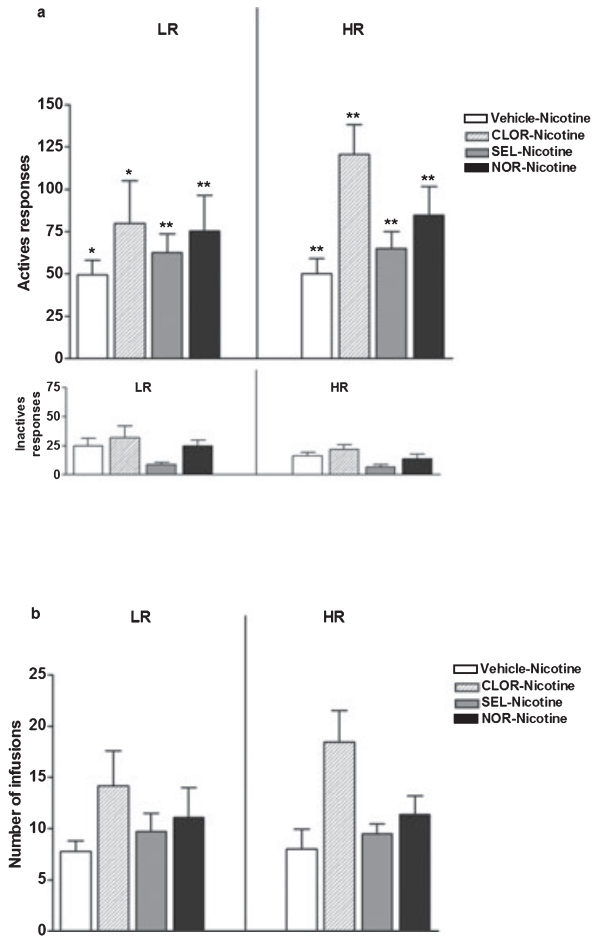 a
LR
HR
Actives responses
150
125
100
75
50
25
0
*
*
**
**
**
**
**
**
Vehicle-Nicotine
CLOR-Nicotine
SEL-Nicotine
NOR-Nicotine
LR
HR
Inactives
responses
75
50
25
0
b
LR
HR
Number of infusions
25
20
15
10
5
0
Vehicle-Nicotine
CLOR-Nicotine
SEL-Nicotine
NOR-Nicotine